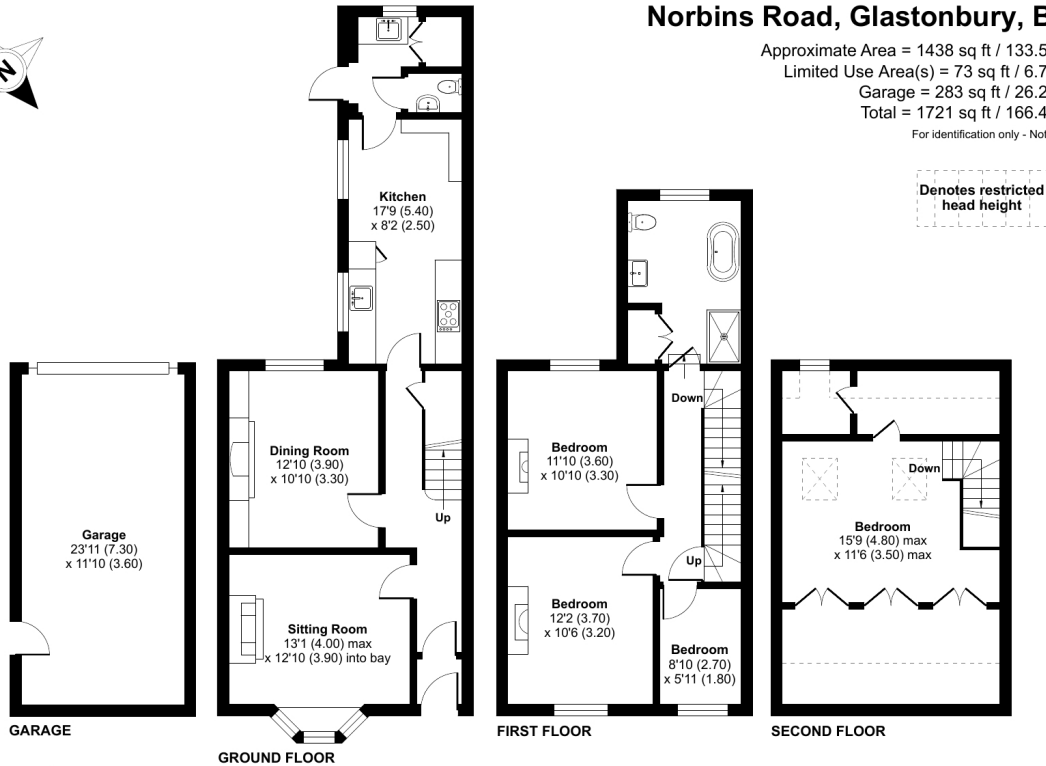 Norbins Road, Glastonbury, B
Approximate Area = 1438 sq ft / 133.5
Limited Use Area(s) = 73 sq ft / 6.7
Garage = 283 sq ft / 26.2
Total = 1721 sq ft / 166.4
For identification only - Not
N
Denotes restricted
head height
Kitchen
17'9 (5.40)
x 8'2 (2.50)
Dining Room
12'10 (3.90)
x 10'10 (3.30)
Up
Sitting Room
13'1 (4.00) max
x 12'10 (3.90) into bay
Garage
23'11 (7.30)
x 11'10 (3.60)
Down
Bedroom
11'10 (3.60)
x 10'10 (3.30)
Up
Bedroom
12'2 (3.70)
x 10'6 (3.20)
Bedroom
8'10 (2.70)
x 5'11 (1.80)
Down
Bedroom
15'9 (4.80) max
x 11'6 (3.50) max
GARAGE
GROUND FLOOR
FIRST FLOOR
SECOND FLOOR